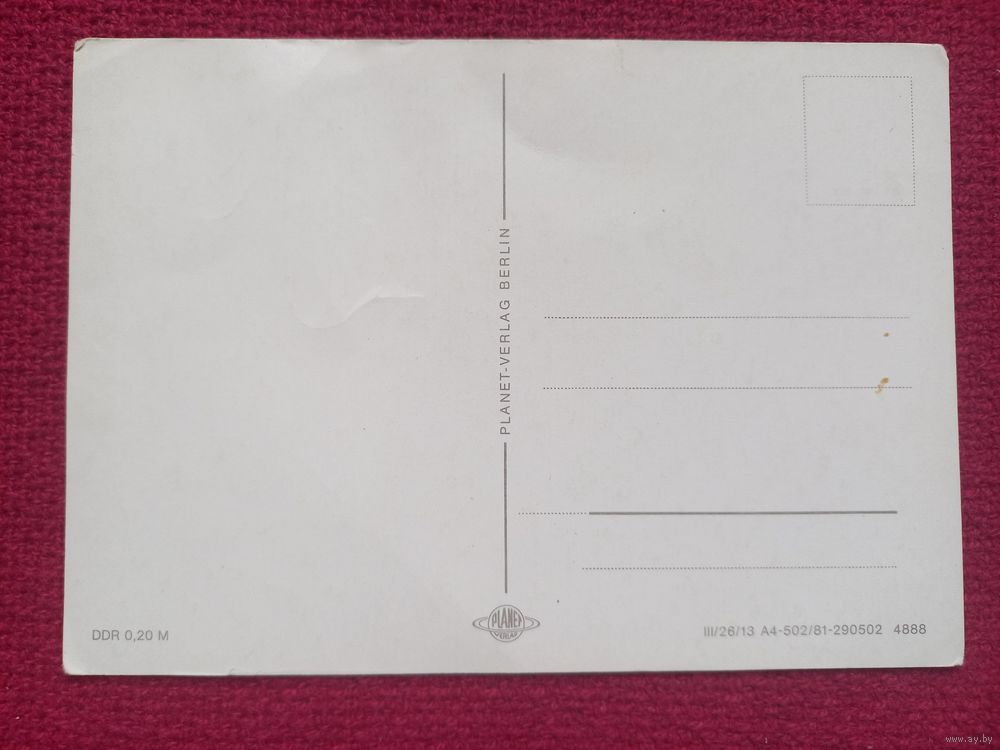 PLANET-VERLAG BERLIN
DDR 0,20 M
PLANET
VERLAG
III/26/13 A4-502/81-290502 4888
www.ay.by